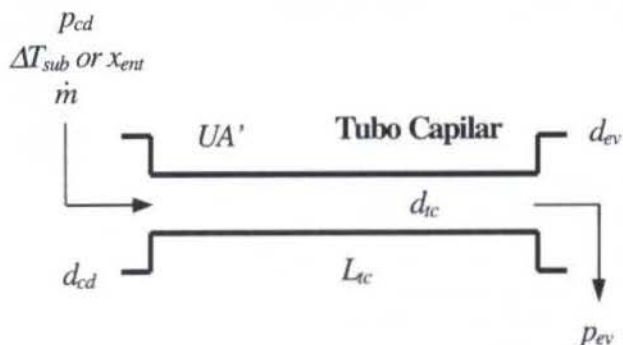 p_cd
ΔT_sub or x_ent
ṁ
UA'
Tubo Capilar
d_ev
d_tc
d_cd
L_tc
p_ev